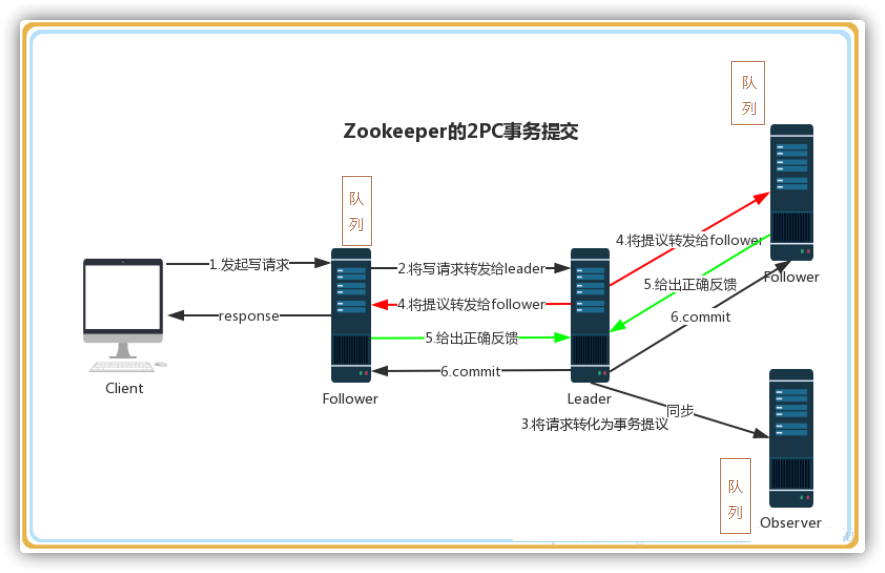 Zookeeper的2PC事务提交
队
列
队
列
1.发起写请求
2.将写请求转发给leader
4.将提议转发给follower
4.将提议转发给follower
Follower
5.给出正确反馈
response
5.给出正确反馈
6.commit
6.commit
Client
Follower
Leader
同步
3.将请求转化为事务提议
队
列
Observer